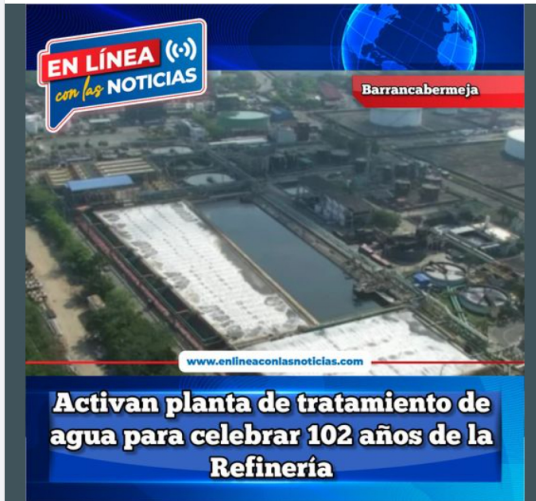 EN LÍNEA
con las NOTICIAS
Barrancabermeja
www.enlineaconlasnoticias.com
Activan planta de tratamiento de
agua para celebrar 102 años de la
Refinería